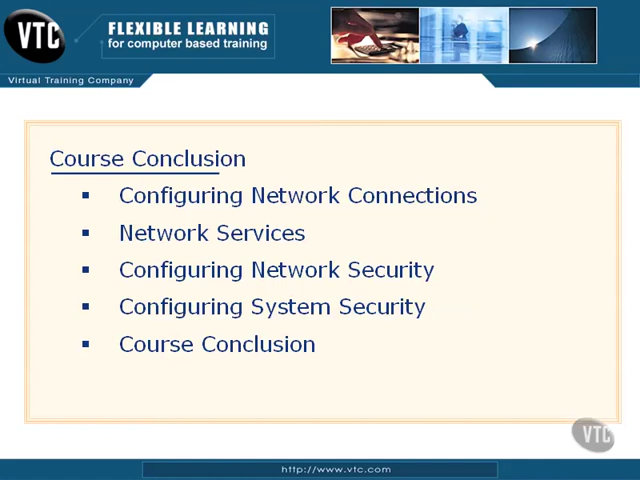 VTC
FLEXIBLE LEARNING
for computer based training
Virtual Training Company
Course Conclusion
▪ Configuring Network Connections
▪ Network Services
▪ Configuring Network Security
▪ Configuring System Security
▪ Course Conclusion
VTC
http://www.vtc.com